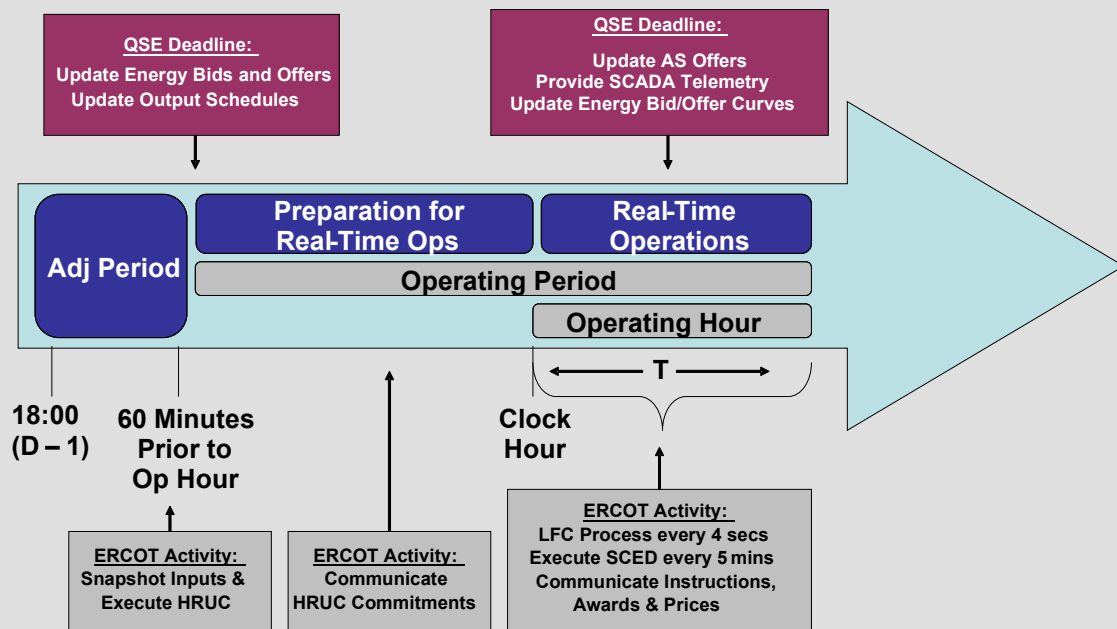 QSE Deadline:
Update Energy Bids and Offers
Update Output Schedules
QSE Deadline:
Update AS Offers
Provide SCADA Telemetry
Update Energy Bid/Offer Curves
Adj Period
Preparation for
Real-Time Ops
Real-Time
Operations
Operating Period
Operating Hour
T
18:00
(D – 1)
60 Minutes
Prior to
Op Hour
Clock
Hour
ERCOT Activity:
Snapshot Inputs &
Execute HRUC
ERCOT Activity:
Communicate
HRUC Commitments
ERCOT Activity:
LFC Process every 4 secs
Execute SCED every 5 mins
Communicate Instructions,
Awards & Prices